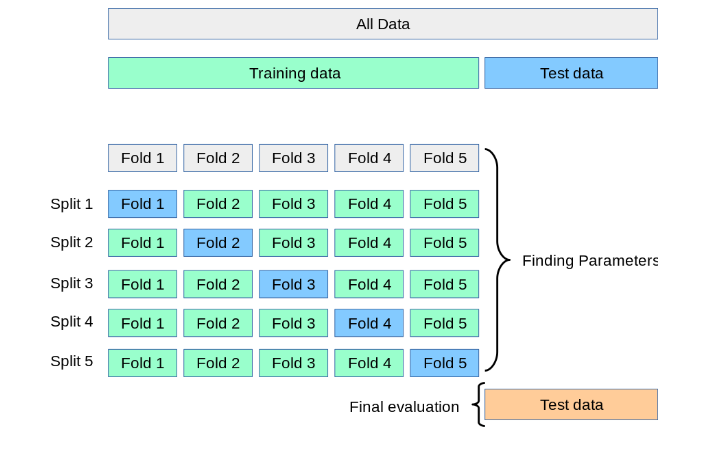 All Data
Training data Test data
Fold 1 Fold 2 Fold 3 Fold 4 Fold 5
Split 1 Fold 1 Fold 2 Fold 3 Fold 4 Fold 5
Split 2 Fold 1 Fold 2 Fold 3 Fold 4 Fold 5
Finding Parameters
Split 3 Fold 1 Fold 2 Fold 3 Fold 4 Fold 5
Split 4 Fold 1 Fold 2 Fold 3 Fold 4 Fold 5
Split 5 Fold 1 Fold 2 Fold 3 Fold 4 Fold 5
Final evaluation Test data